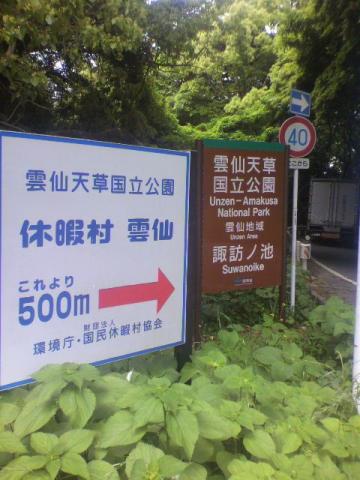 雲仙天草国立公園
休暇村 雲仙
これより
500m
財団法人
環境庁・国民休暇村協会
雲仙天草
国立公園
Unzen-Amakusa
National Park
雲仙地域
Unzen Area
諏訪ノ池
Suwanoike
40
ここから